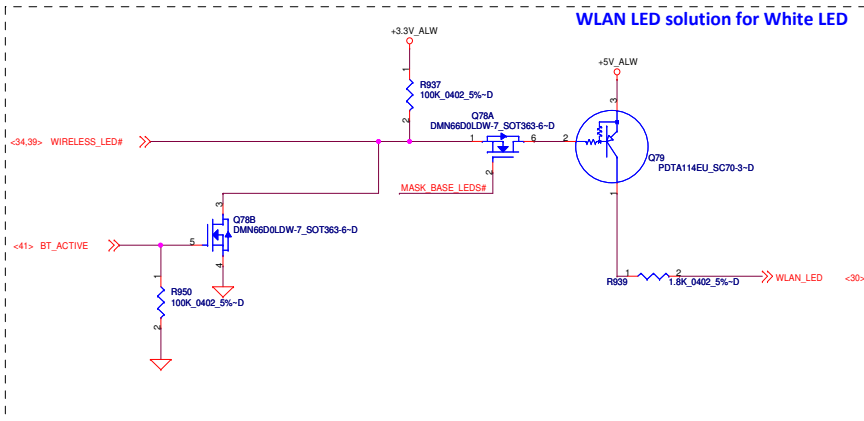 WLAN LED solution for White LED
+3.3V_ALW
+5V_ALW
1
R937
100K_0402_5%~D
2
3
Q78A
DMN66D0LDW-7_SOT363-6~D
<34,39> WIRELESS_LED#
1
6
2
Q79
PDTA114EU_SC70-3~D
2
MASK_BASE_LEDS#
1
3
Q78B
DMN66D0LDW-7_SOT363-6~D
<41> BT_ACTIVE
5
4
1
R950
100K_0402_5%~D
2
R939
1
2
1.8K_0402_5%~D
WLAN_LED <30>